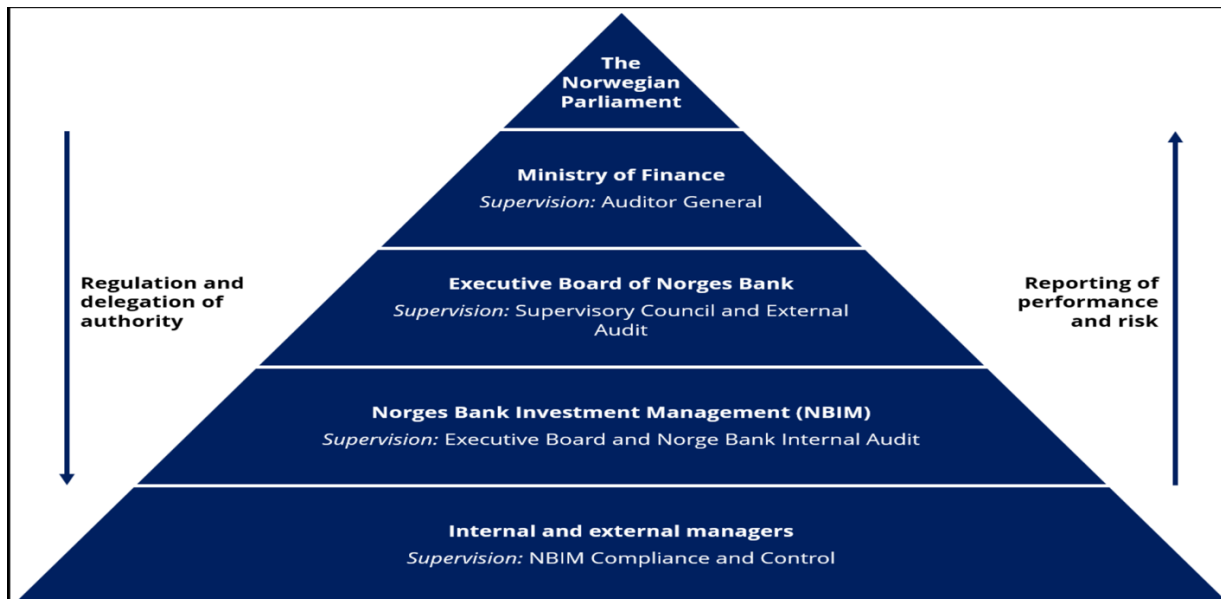 The
Norwegian
Parliament
Ministry of Finance
Supervision: Auditor General
Regulation and
delegation of
authority
Executive Board of Norges Bank
Supervision: Supervisory Council and External
Audit
Reporting of
performance
and risk
Norges Bank Investment Management (NBIM)
Supervision: Executive Board and Norge Bank Internal Audit
Internal and external managers
Supervision: NBIM Compliance and Control